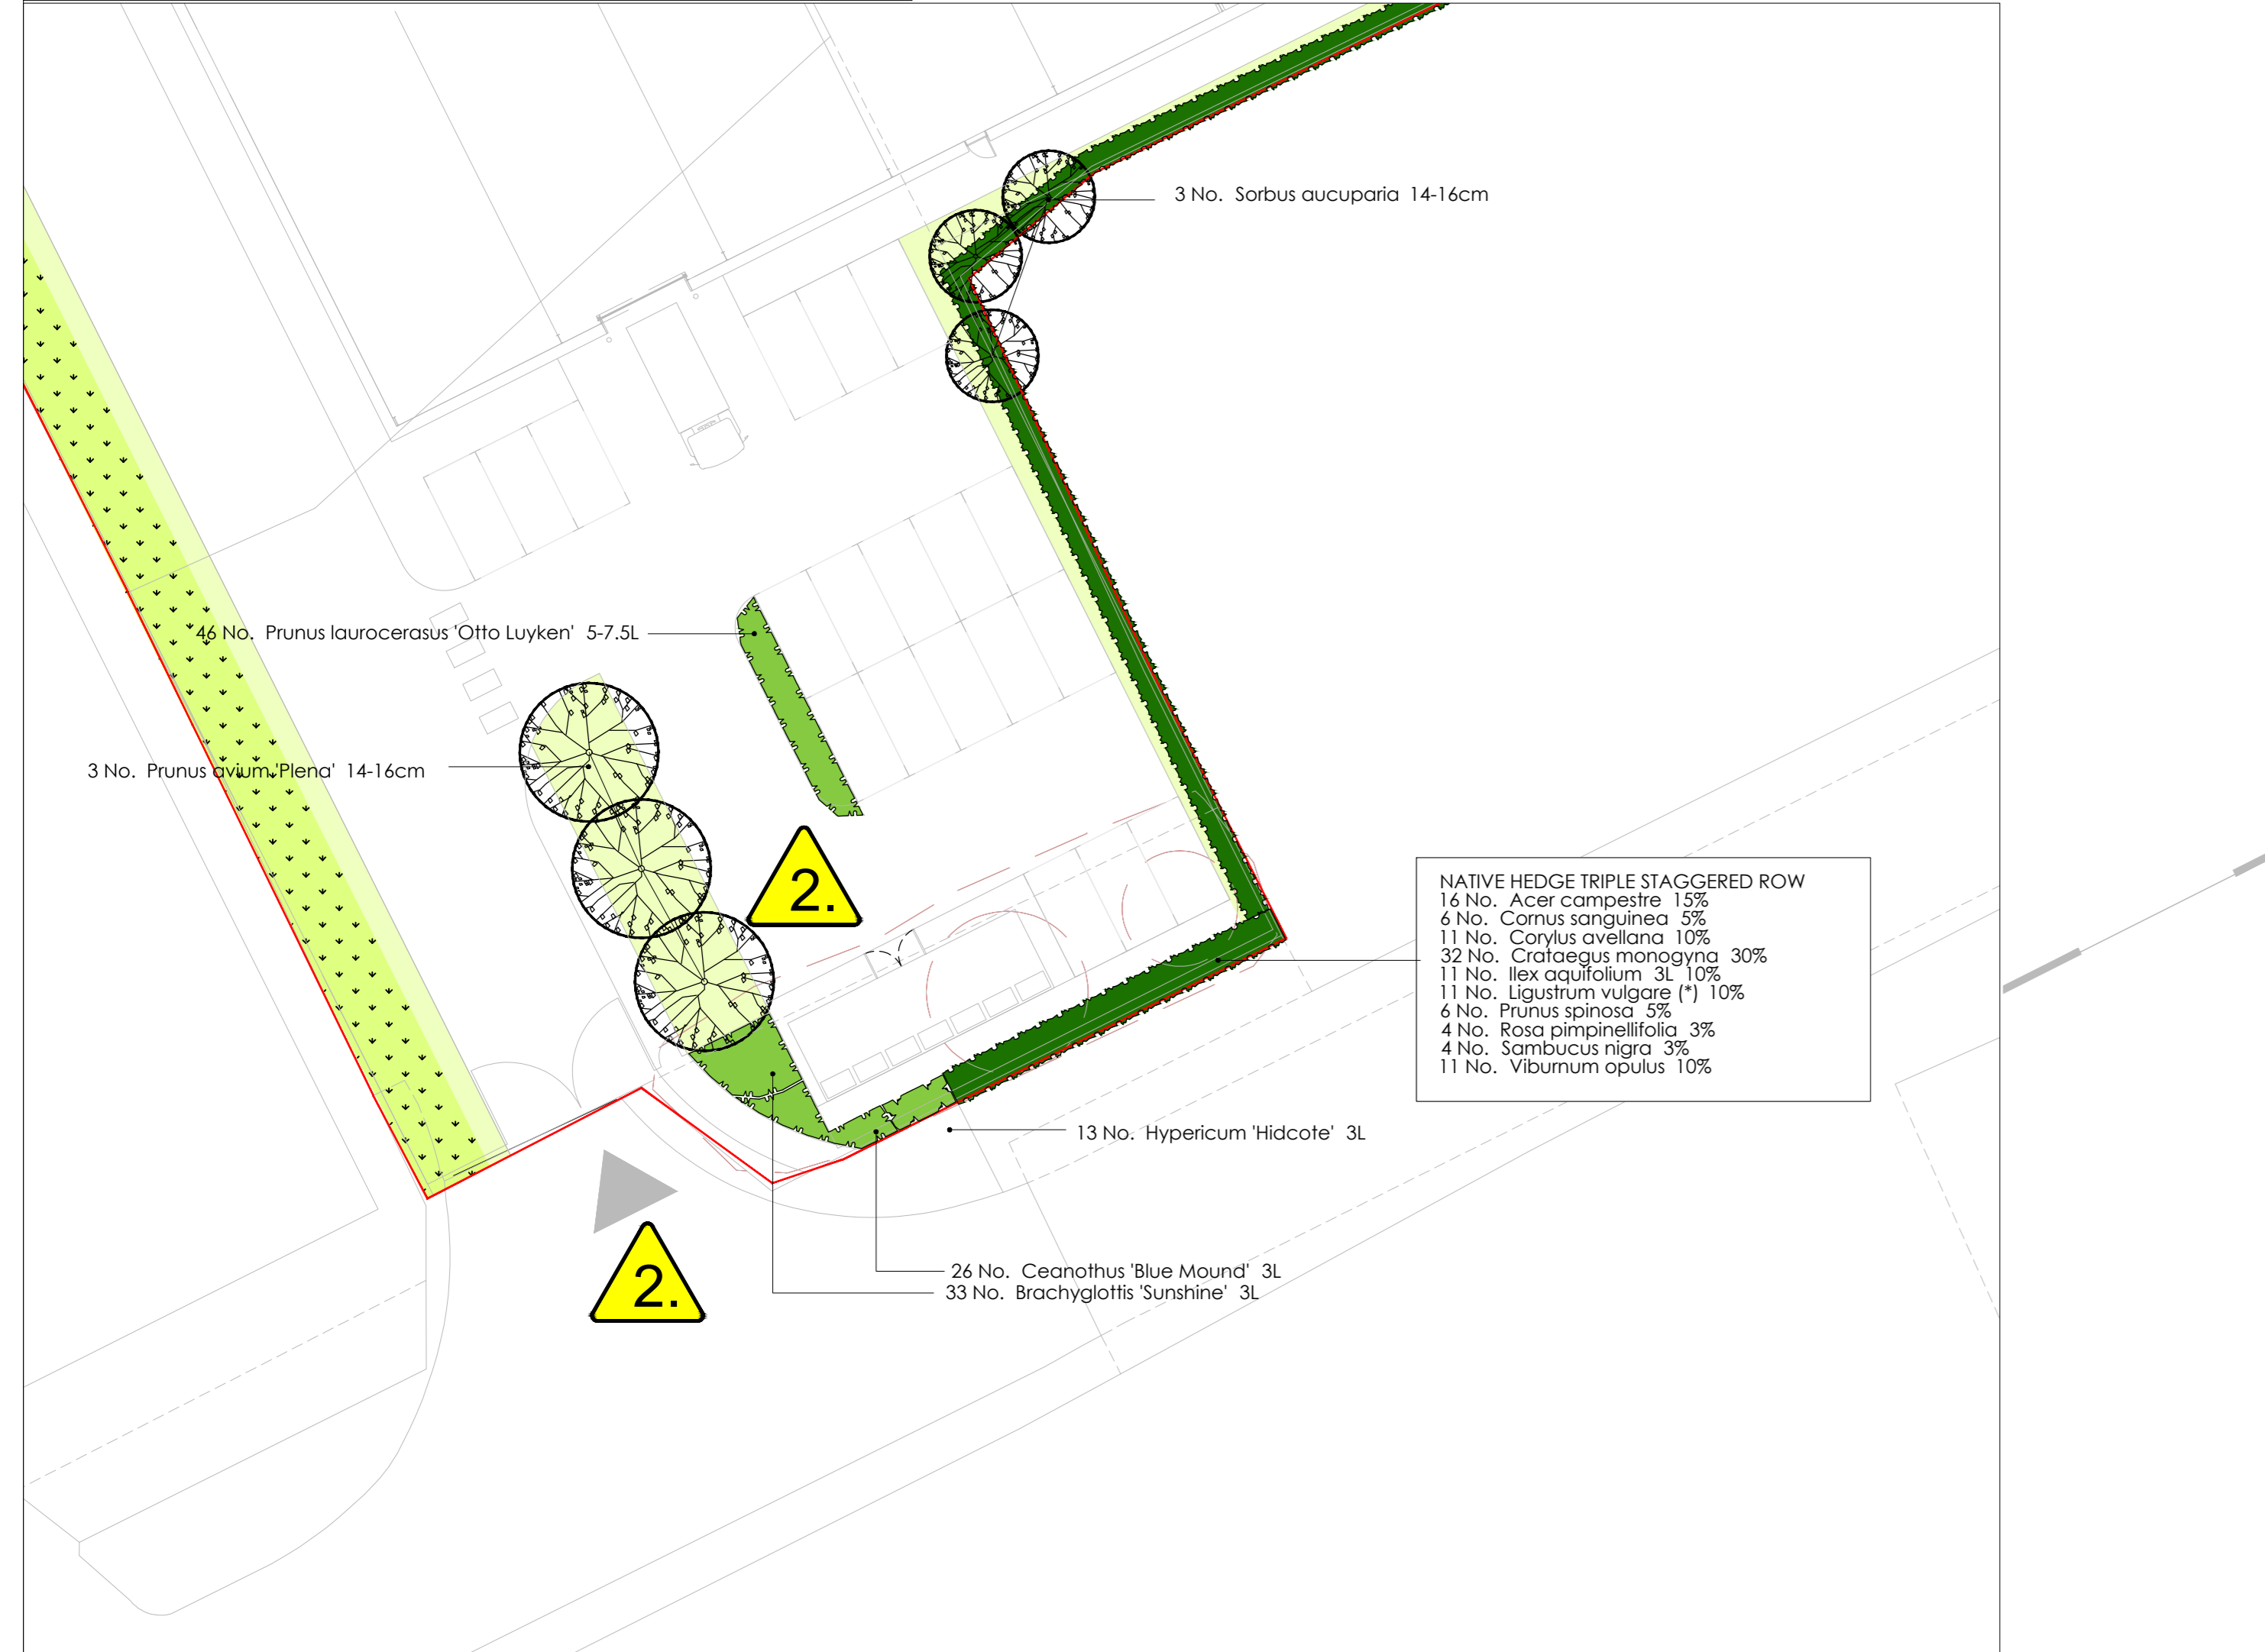 3 No.  Sorbus aucuparia  14-16cm
46 No.  Prunus laurocerasus 'Otto Luyken'  5-7.5L
3 No.  Prunus avium 'Plena'  14-16cm
2.
NATIVE HEDGE TRIPLE STAGGERED ROW
16 No.  Acer campestre  15%
6 No.  Cornus sanguinea  5%
11 No.  Corylus avellana  10%
32 No.  Crataegus monogyna  30%
11 No.  Ilex aquifolium  3L  10%
11 No.  Ligustrum vulgare (*)  10%
6 No.  Prunus spinosa  5%
4 No.  Rosa pimpinellifolia  3%
4 No.  Sambucus nigra  3%
11 No.  Viburnum opulus  10%
13 No.  Hypericum 'Hidcote'  3L
26 No.  Ceanothus 'Blue Mound'  3L
33 No.  Brachyglottis 'Sunshine'  3L
2.